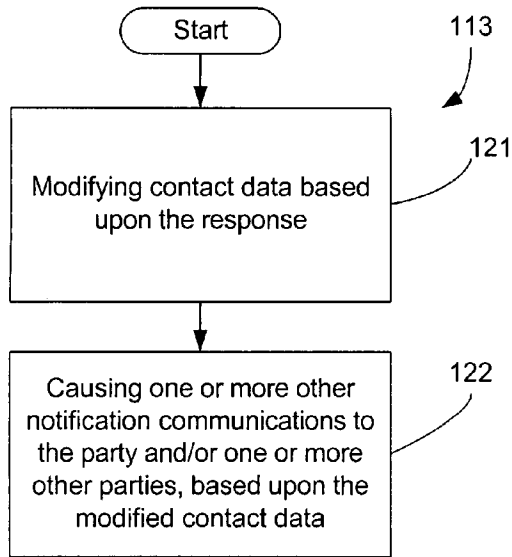 Start
113
121
Modifying contact data based
upon the response
122
Causing one or more other
notification communications to
the party and/or one or more
other parties, based upon the
modified contact data